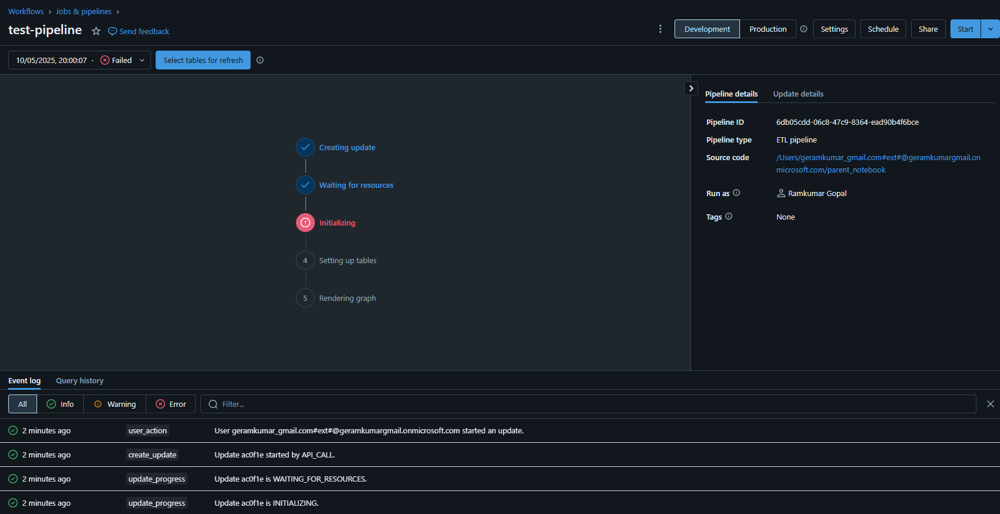 Workflows › Jobs & pipelines ›
test-pipeline Send feedback
Development Production Settings Schedule Share Start
10/05/2025, 20:00:07 · Failed Select tables for refresh
Creating update
Waiting for resources
Initializing
4 Setting up tables
5 Rendering graph
Pipeline details Update details
Pipeline ID 6db05cdd-06c8-47c9-8364-ead90b4f6bce
Pipeline type ETL pipeline
Source code /Users/geramkumar_gmail.com#ext#@geramkumargmail.on
microsoft.com/parent_notebook
Run as Ramkumar Gopal
Tags None
Event log Query history
All Info Warning Error Filter...
2 minutes ago user_action User geramkumar_gmail.com#ext#@geramkumargmail.onmicrosoft.com started an update.
2 minutes ago create_update Update ac0f1e started by API_CALL.
2 minutes ago update_progress Update ac0f1e is WAITING_FOR_RESOURCES.
2 minutes ago update_progress Update ac0f1e is INITIALIZING.